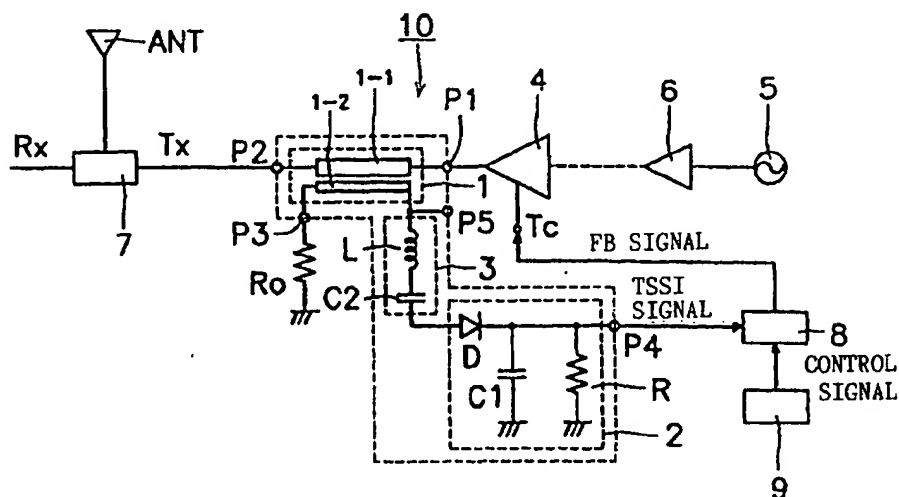 10
ANT
1-2
1-1
P1
4
6
5
Rx
Tx
P2
1
7
P3
P5
Tc
FB SIGNAL
L
3
Ro
C2
TSSI
SIGNAL
D
P4
8
C1
R
CONTROL
SIGNAL
2
9